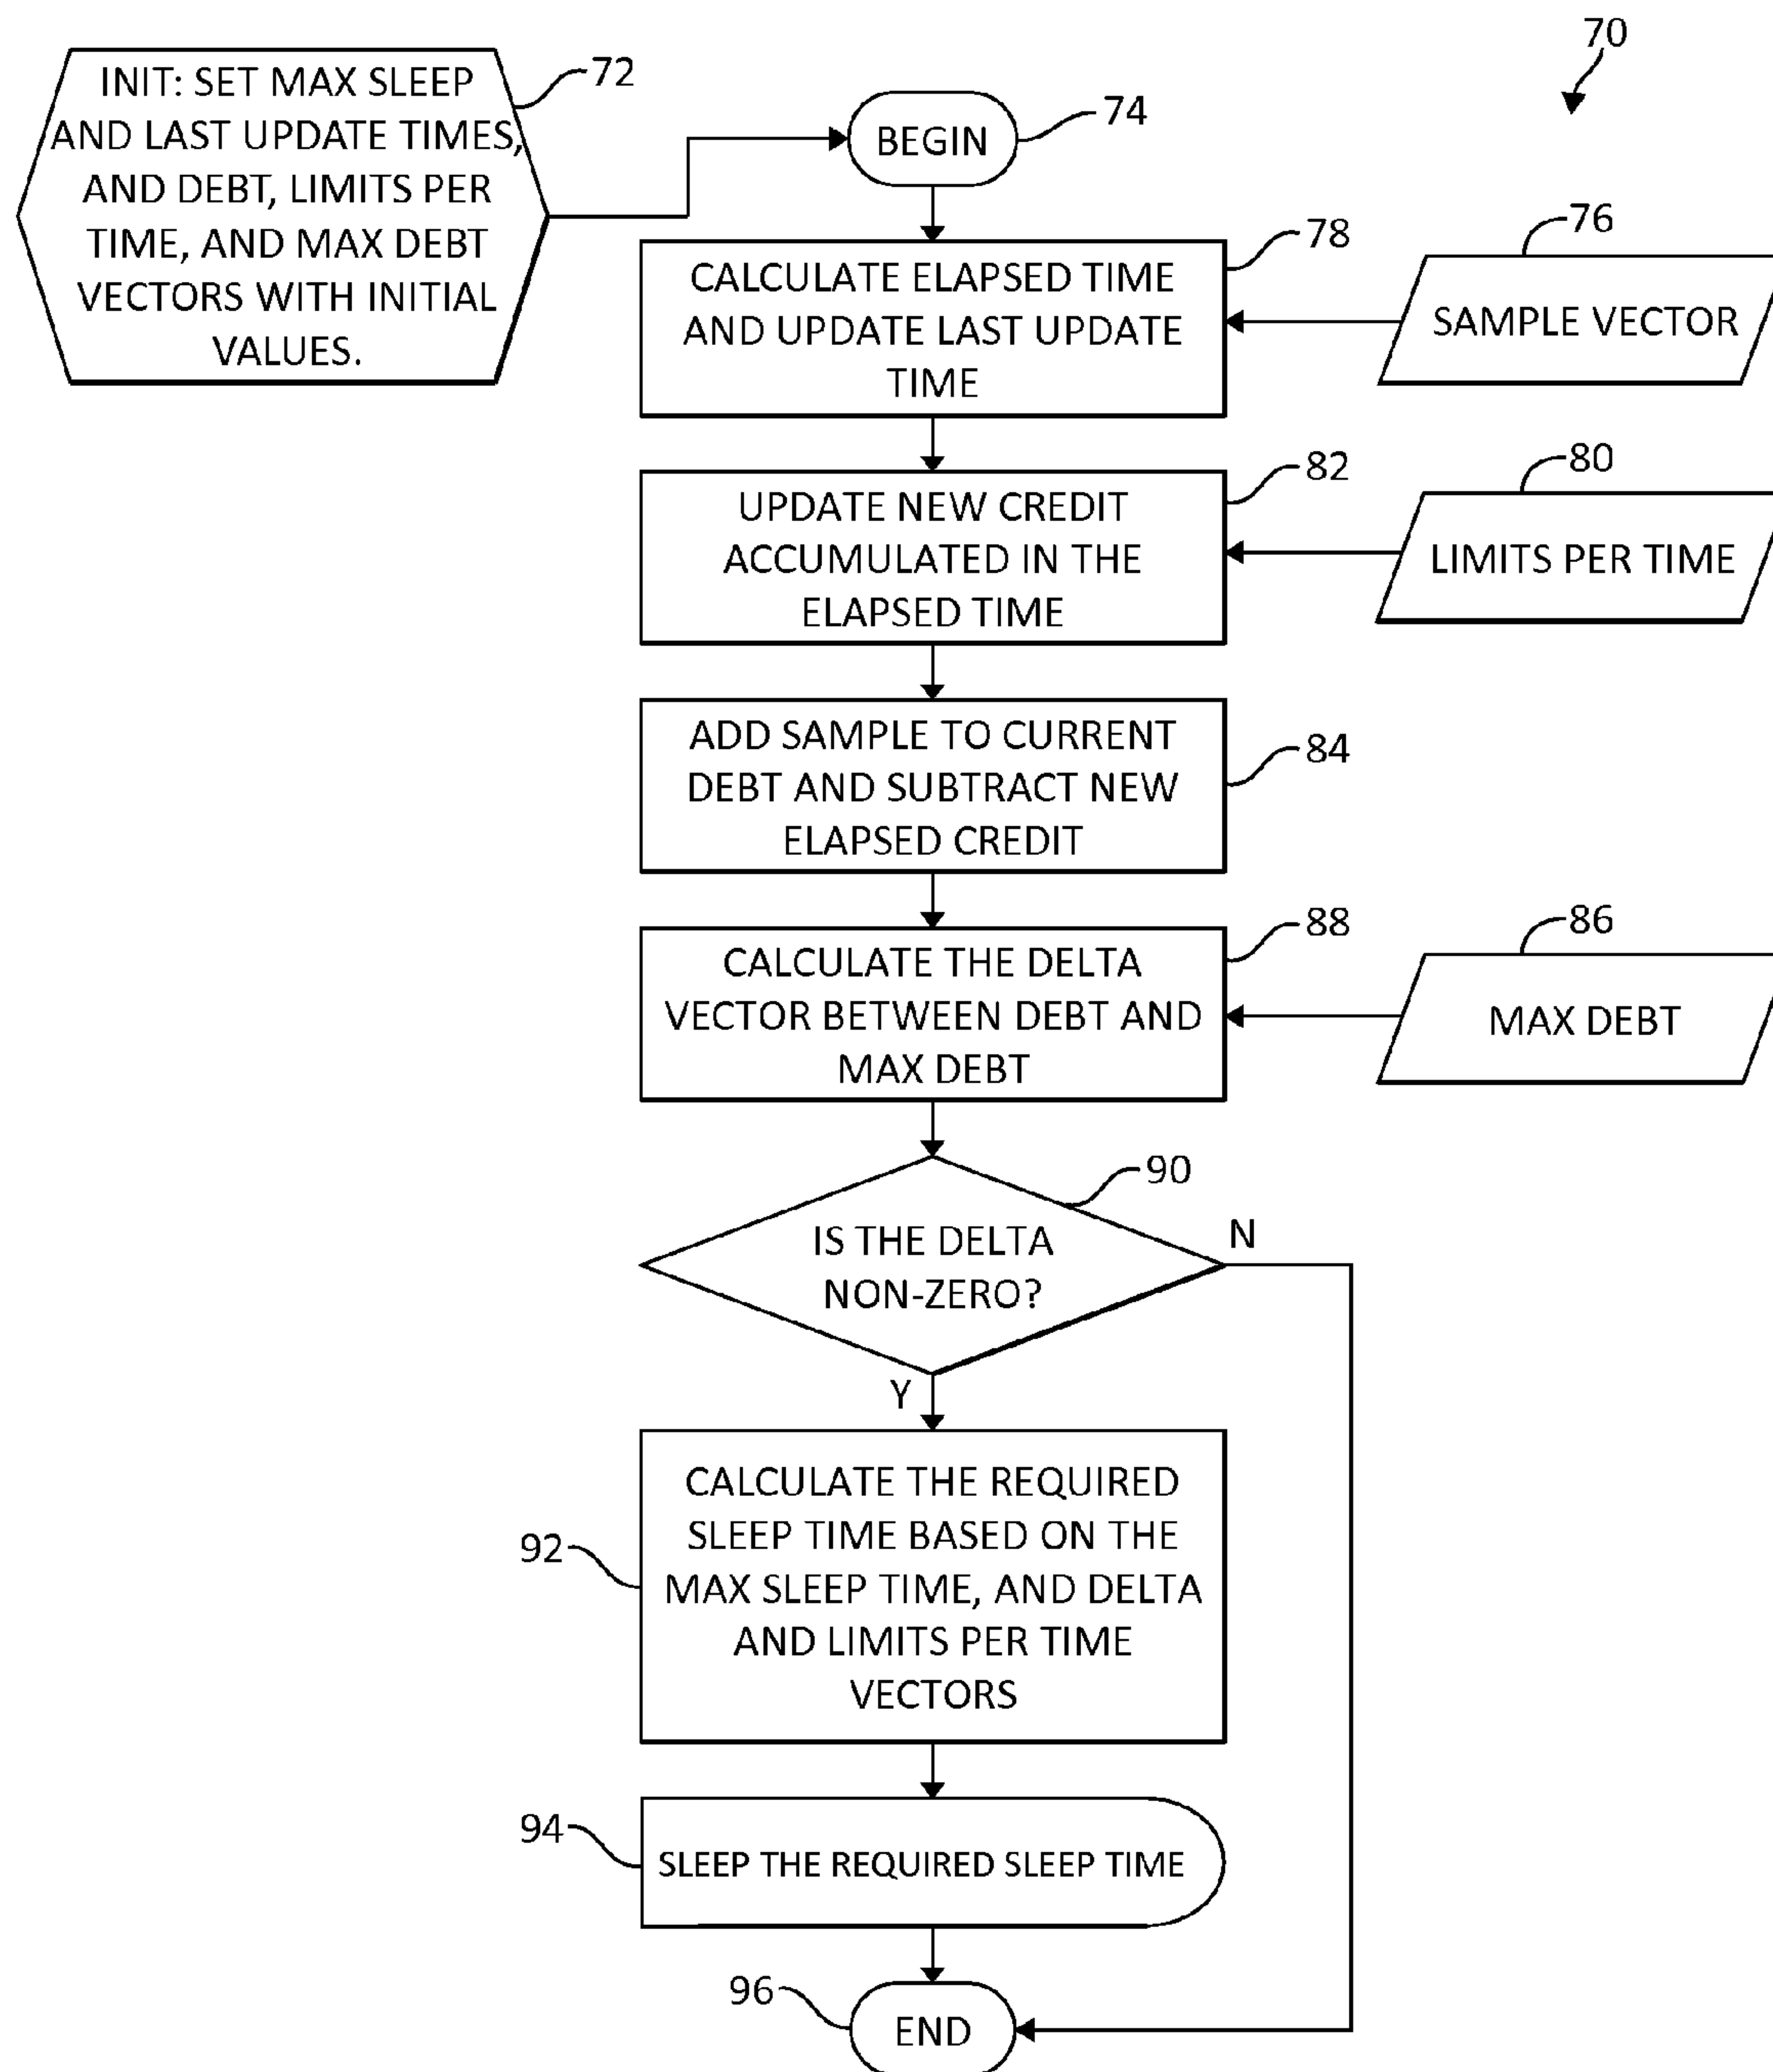 70
INIT: SET MAX SLEEP
AND LAST UPDATE TIMES,
AND DEBT, LIMITS PER
TIME, AND MAX DEBT
VECTORS WITH INITIAL
VALUES.
72
BEGIN
74
CALCULATE ELAPSED TIME
AND UPDATE LAST UPDATE
TIME
78
76
SAMPLE VECTOR
UPDATE NEW CREDIT
ACCUMULATED IN THE
ELAPSED TIME
82
80
LIMITS PER TIME
ADD SAMPLE TO CURRENT
DEBT AND SUBTRACT NEW
ELAPSED CREDIT
84
CALCULATE THE DELTA
VECTOR BETWEEN DEBT AND
MAX DEBT
88
86
MAX DEBT
IS THE DELTA
NON-ZERO?
90
N
Y
CALCULATE THE REQUIRED
SLEEP TIME BASED ON THE
MAX SLEEP TIME, AND DELTA
AND LIMITS PER TIME
VECTORS
92
94
SLEEP THE REQUIRED SLEEP TIME
96
END